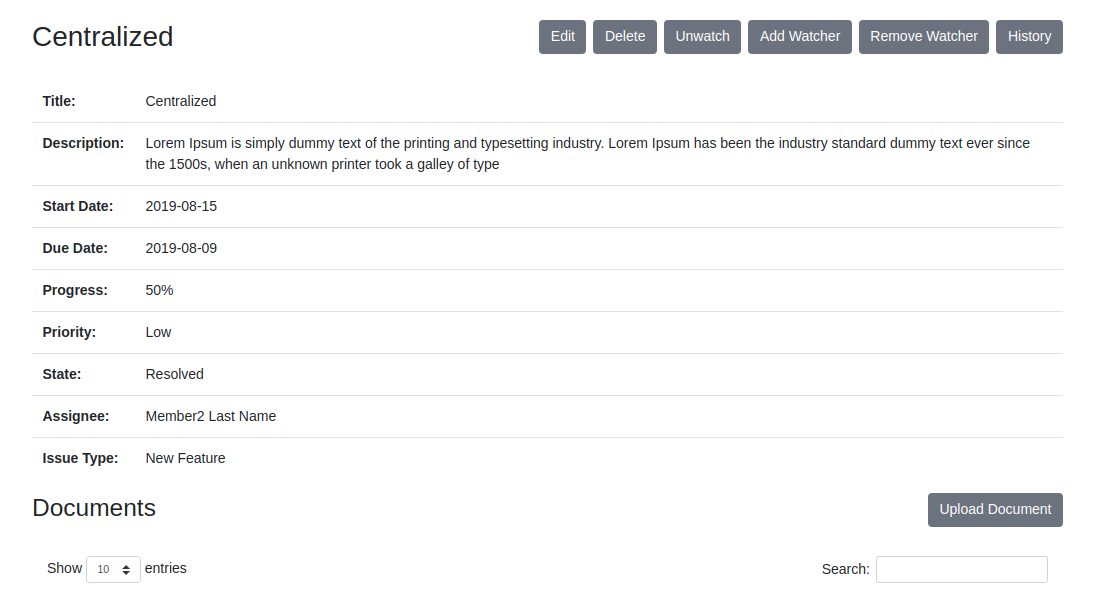 Centralized
Edit Delete Unwatch Add Watcher Remove Watcher History
Title: Centralized
Description: Lorem Ipsum is simply dummy text of the printing and typesetting industry. Lorem Ipsum has been the industry standard dummy text ever since
the 1500s, when an unknown printer took a galley of type
Start Date: 2019-08-15
Due Date: 2019-08-09
Progress: 50%
Priority: Low
State: Resolved
Assignee: Member2 Last Name
Issue Type: New Feature
Documents
Upload Document
Show 10 entries
Search: